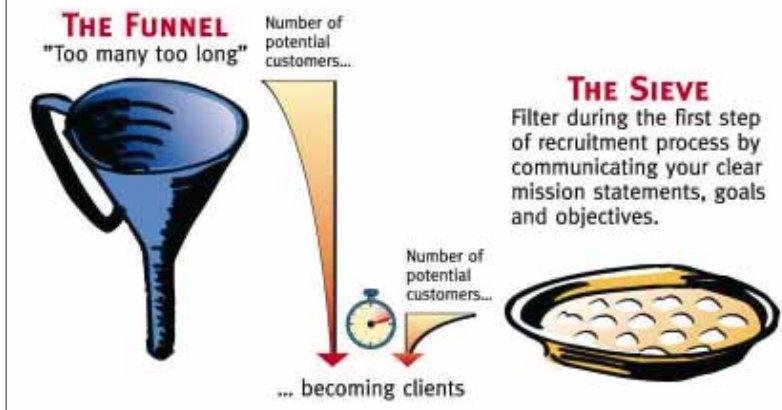 THE FUNNEL
"Too many too long"
Number of
potential
customers...
THE SIEVE
Filter during the first step
of recruitment process by
communicating your clear
mission statements, goals
and objectives.
Number of
potential
customers...
... becoming clients